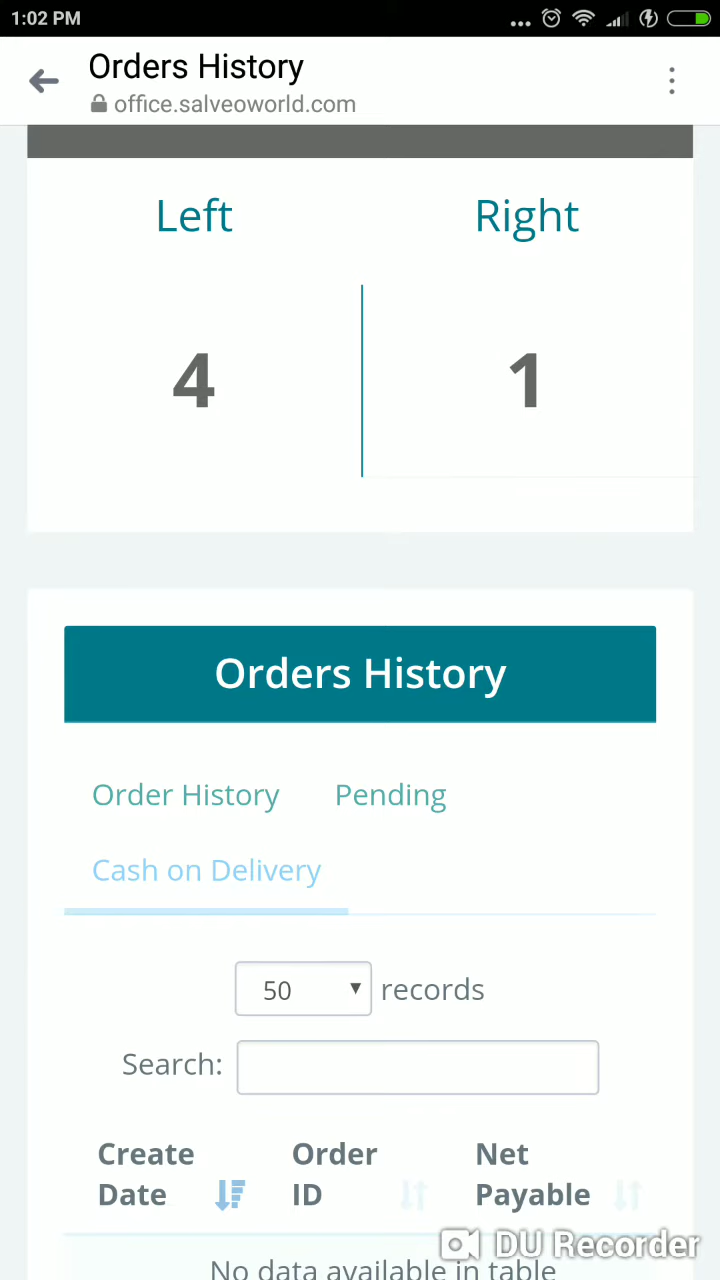 1:02 PM
Orders History
office.salveoworld.com
Left Right
4 1
Orders History
Order History Pending
Cash on Delivery
50 records
Search:
Create Order Net
Date ID Payable
DU Recorder
No data available in table